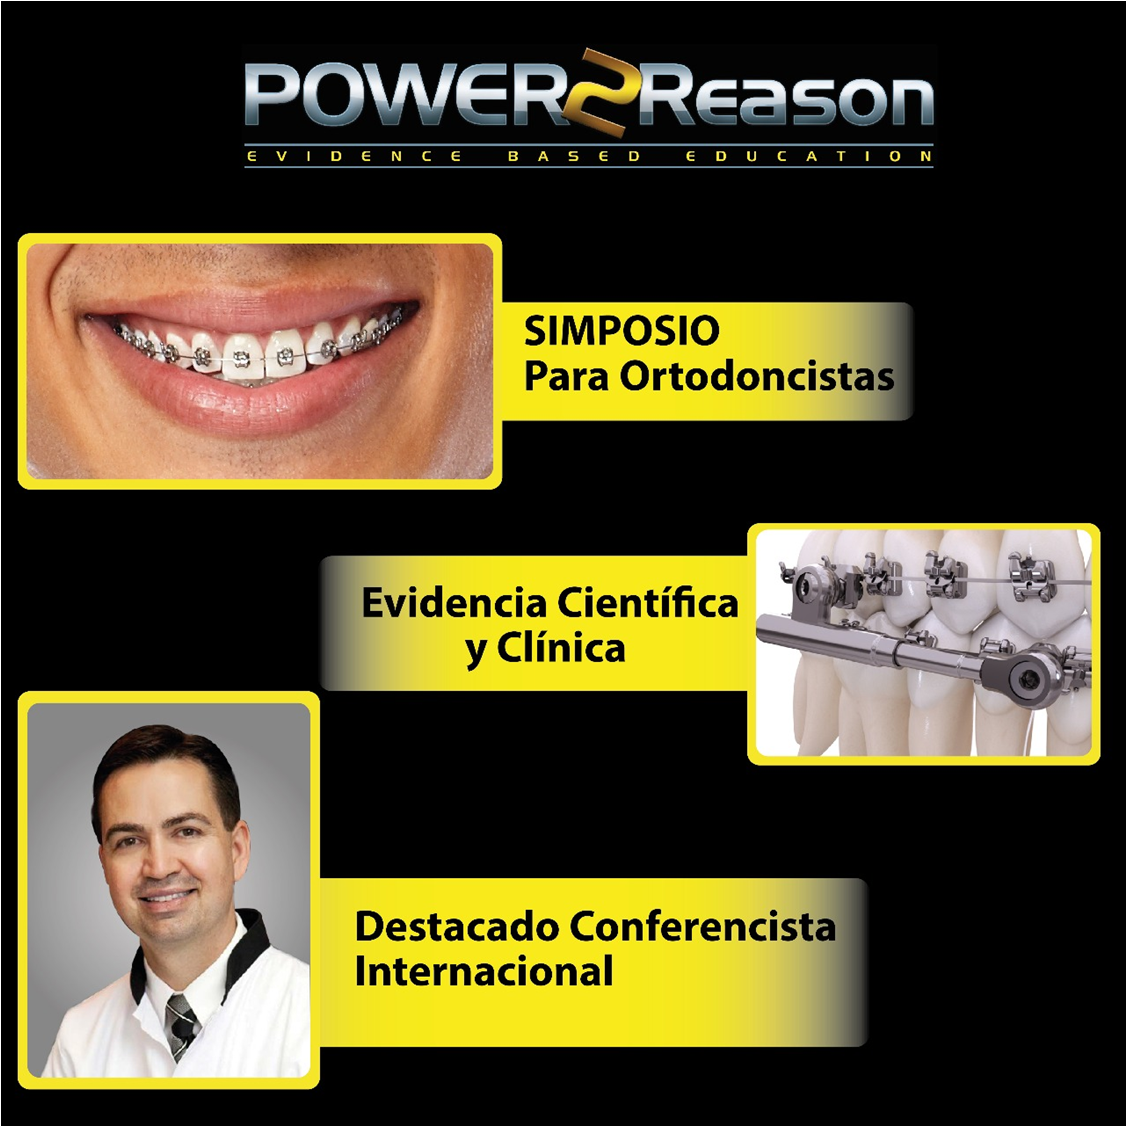 POWER2Reason
EVIDENCE BASED EDUCATION
SIMPOSIO
Para Ortodoncistas
Evidencia Científica
y Clínica
Destacado Conferencista
Internacional